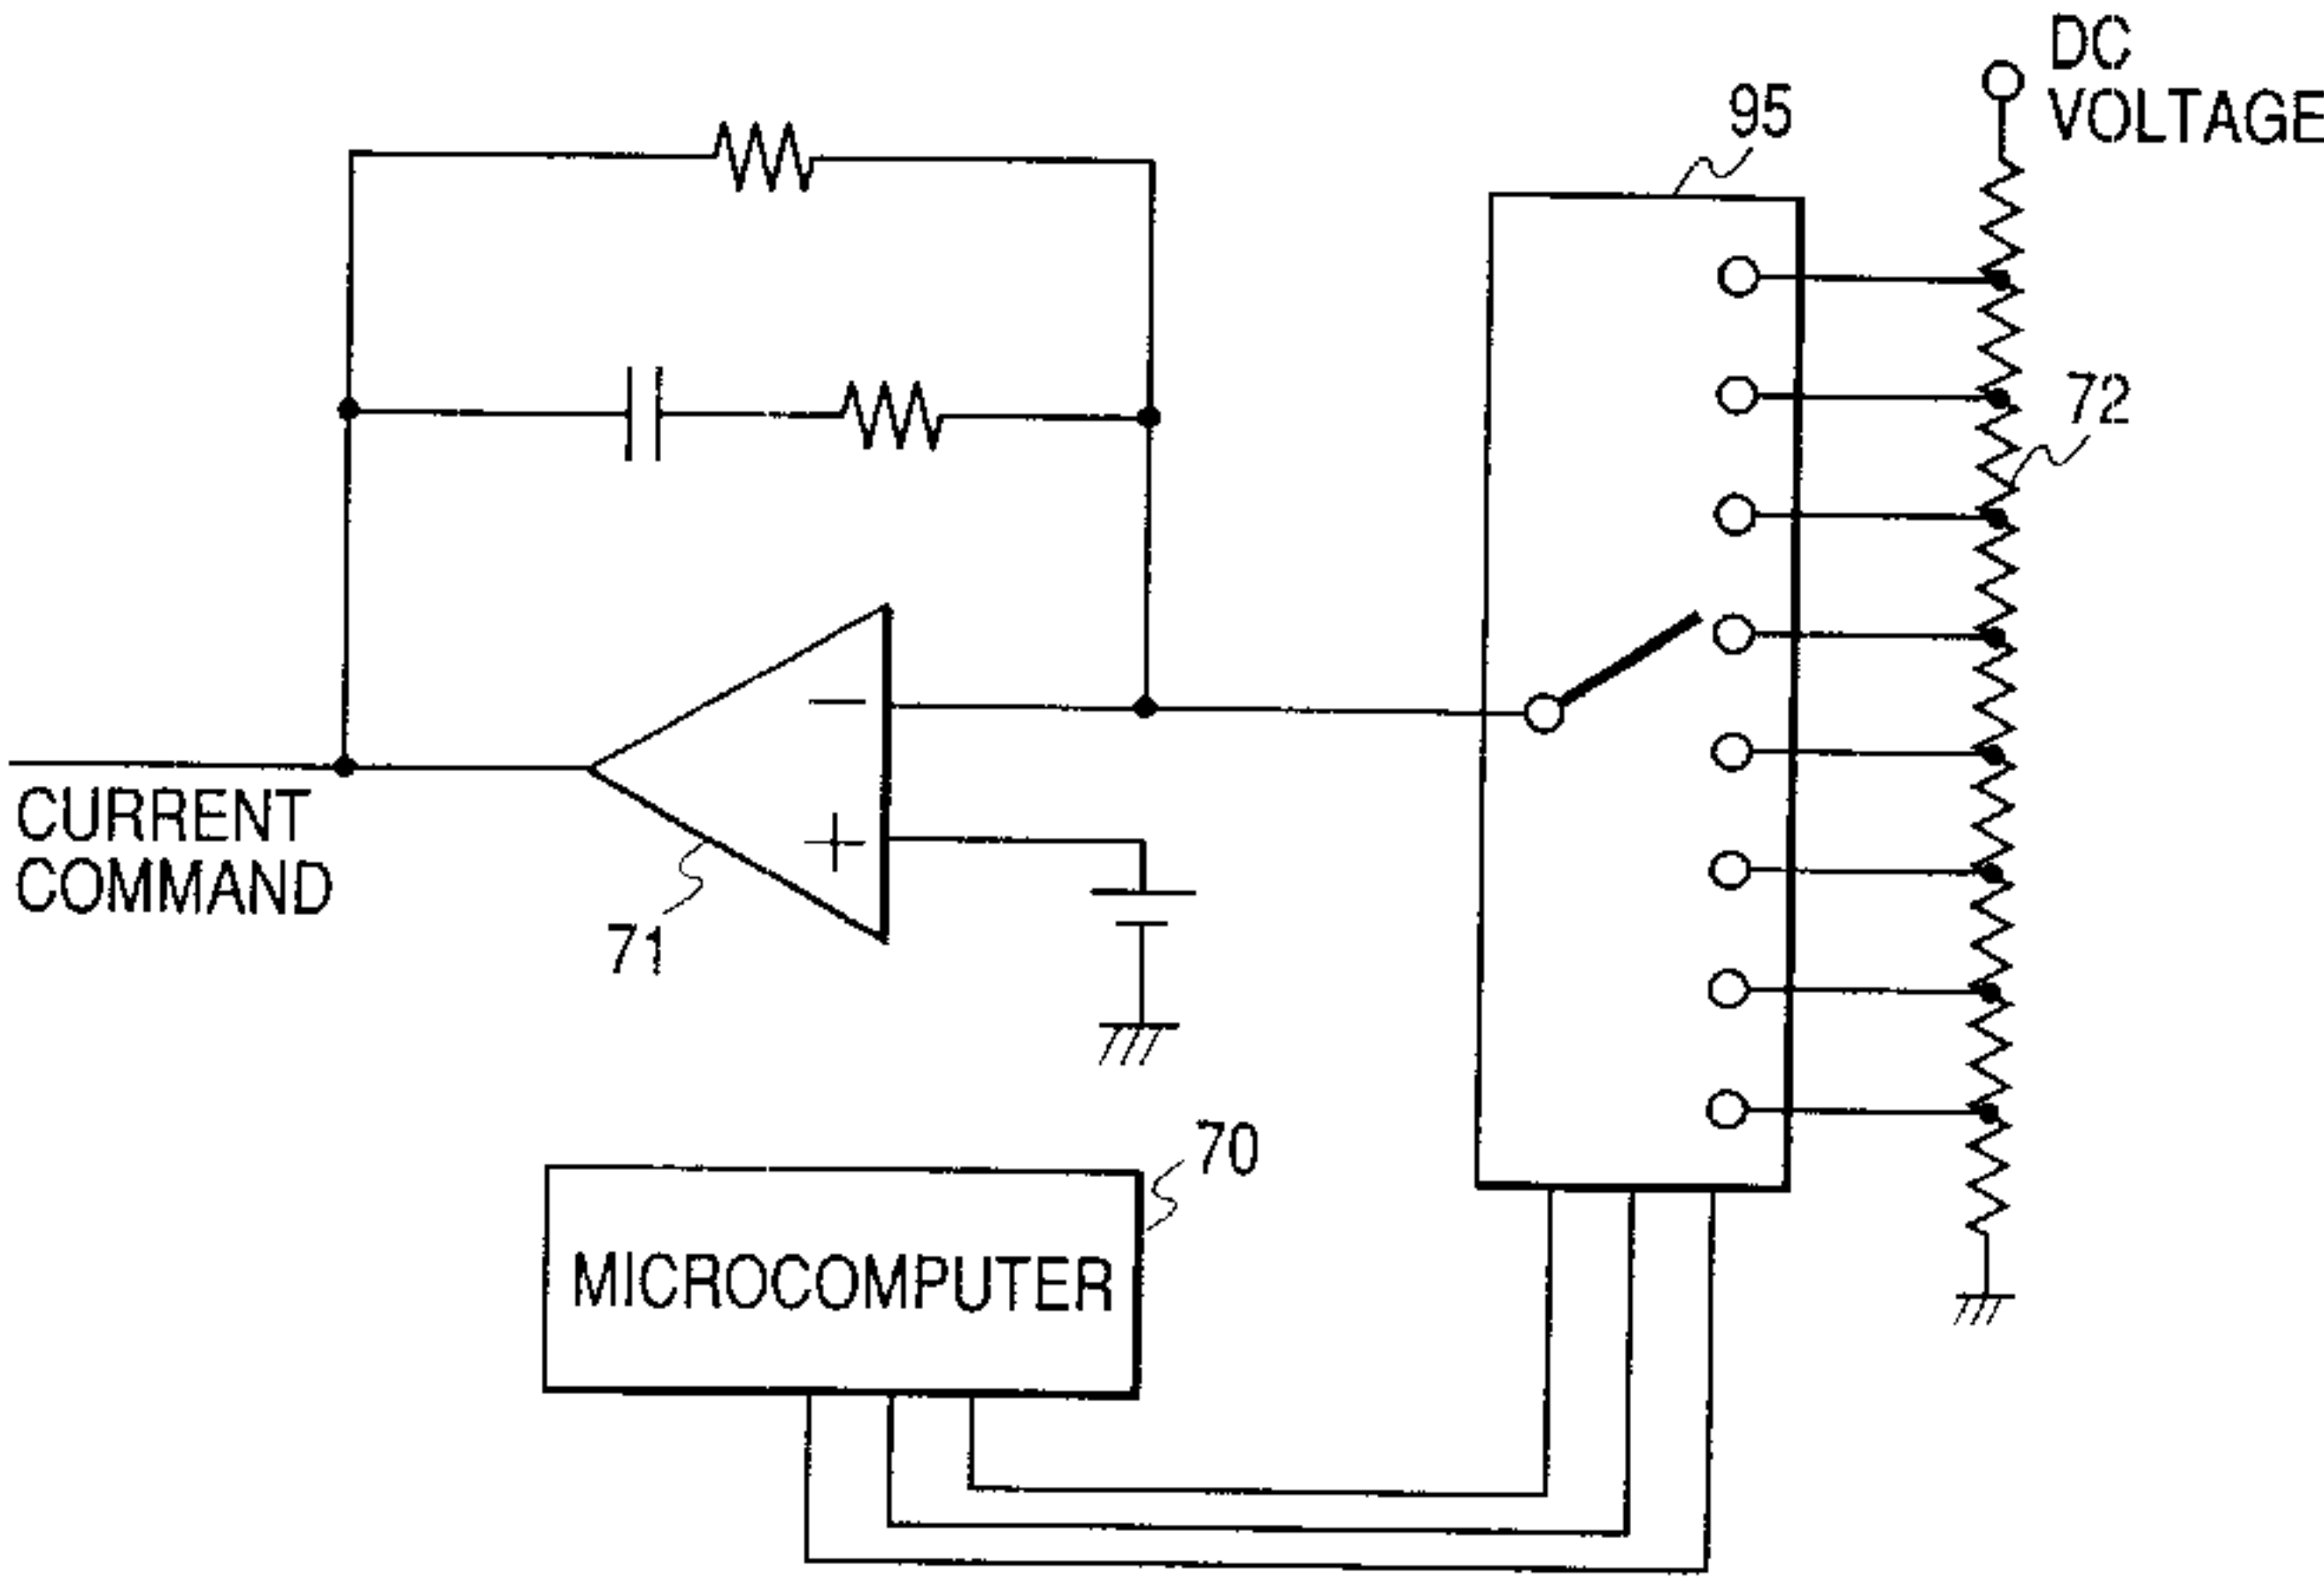 DC
VOLTAGE
95
72
CURRENT
COMMAND
71
70
MICROCOMPUTER